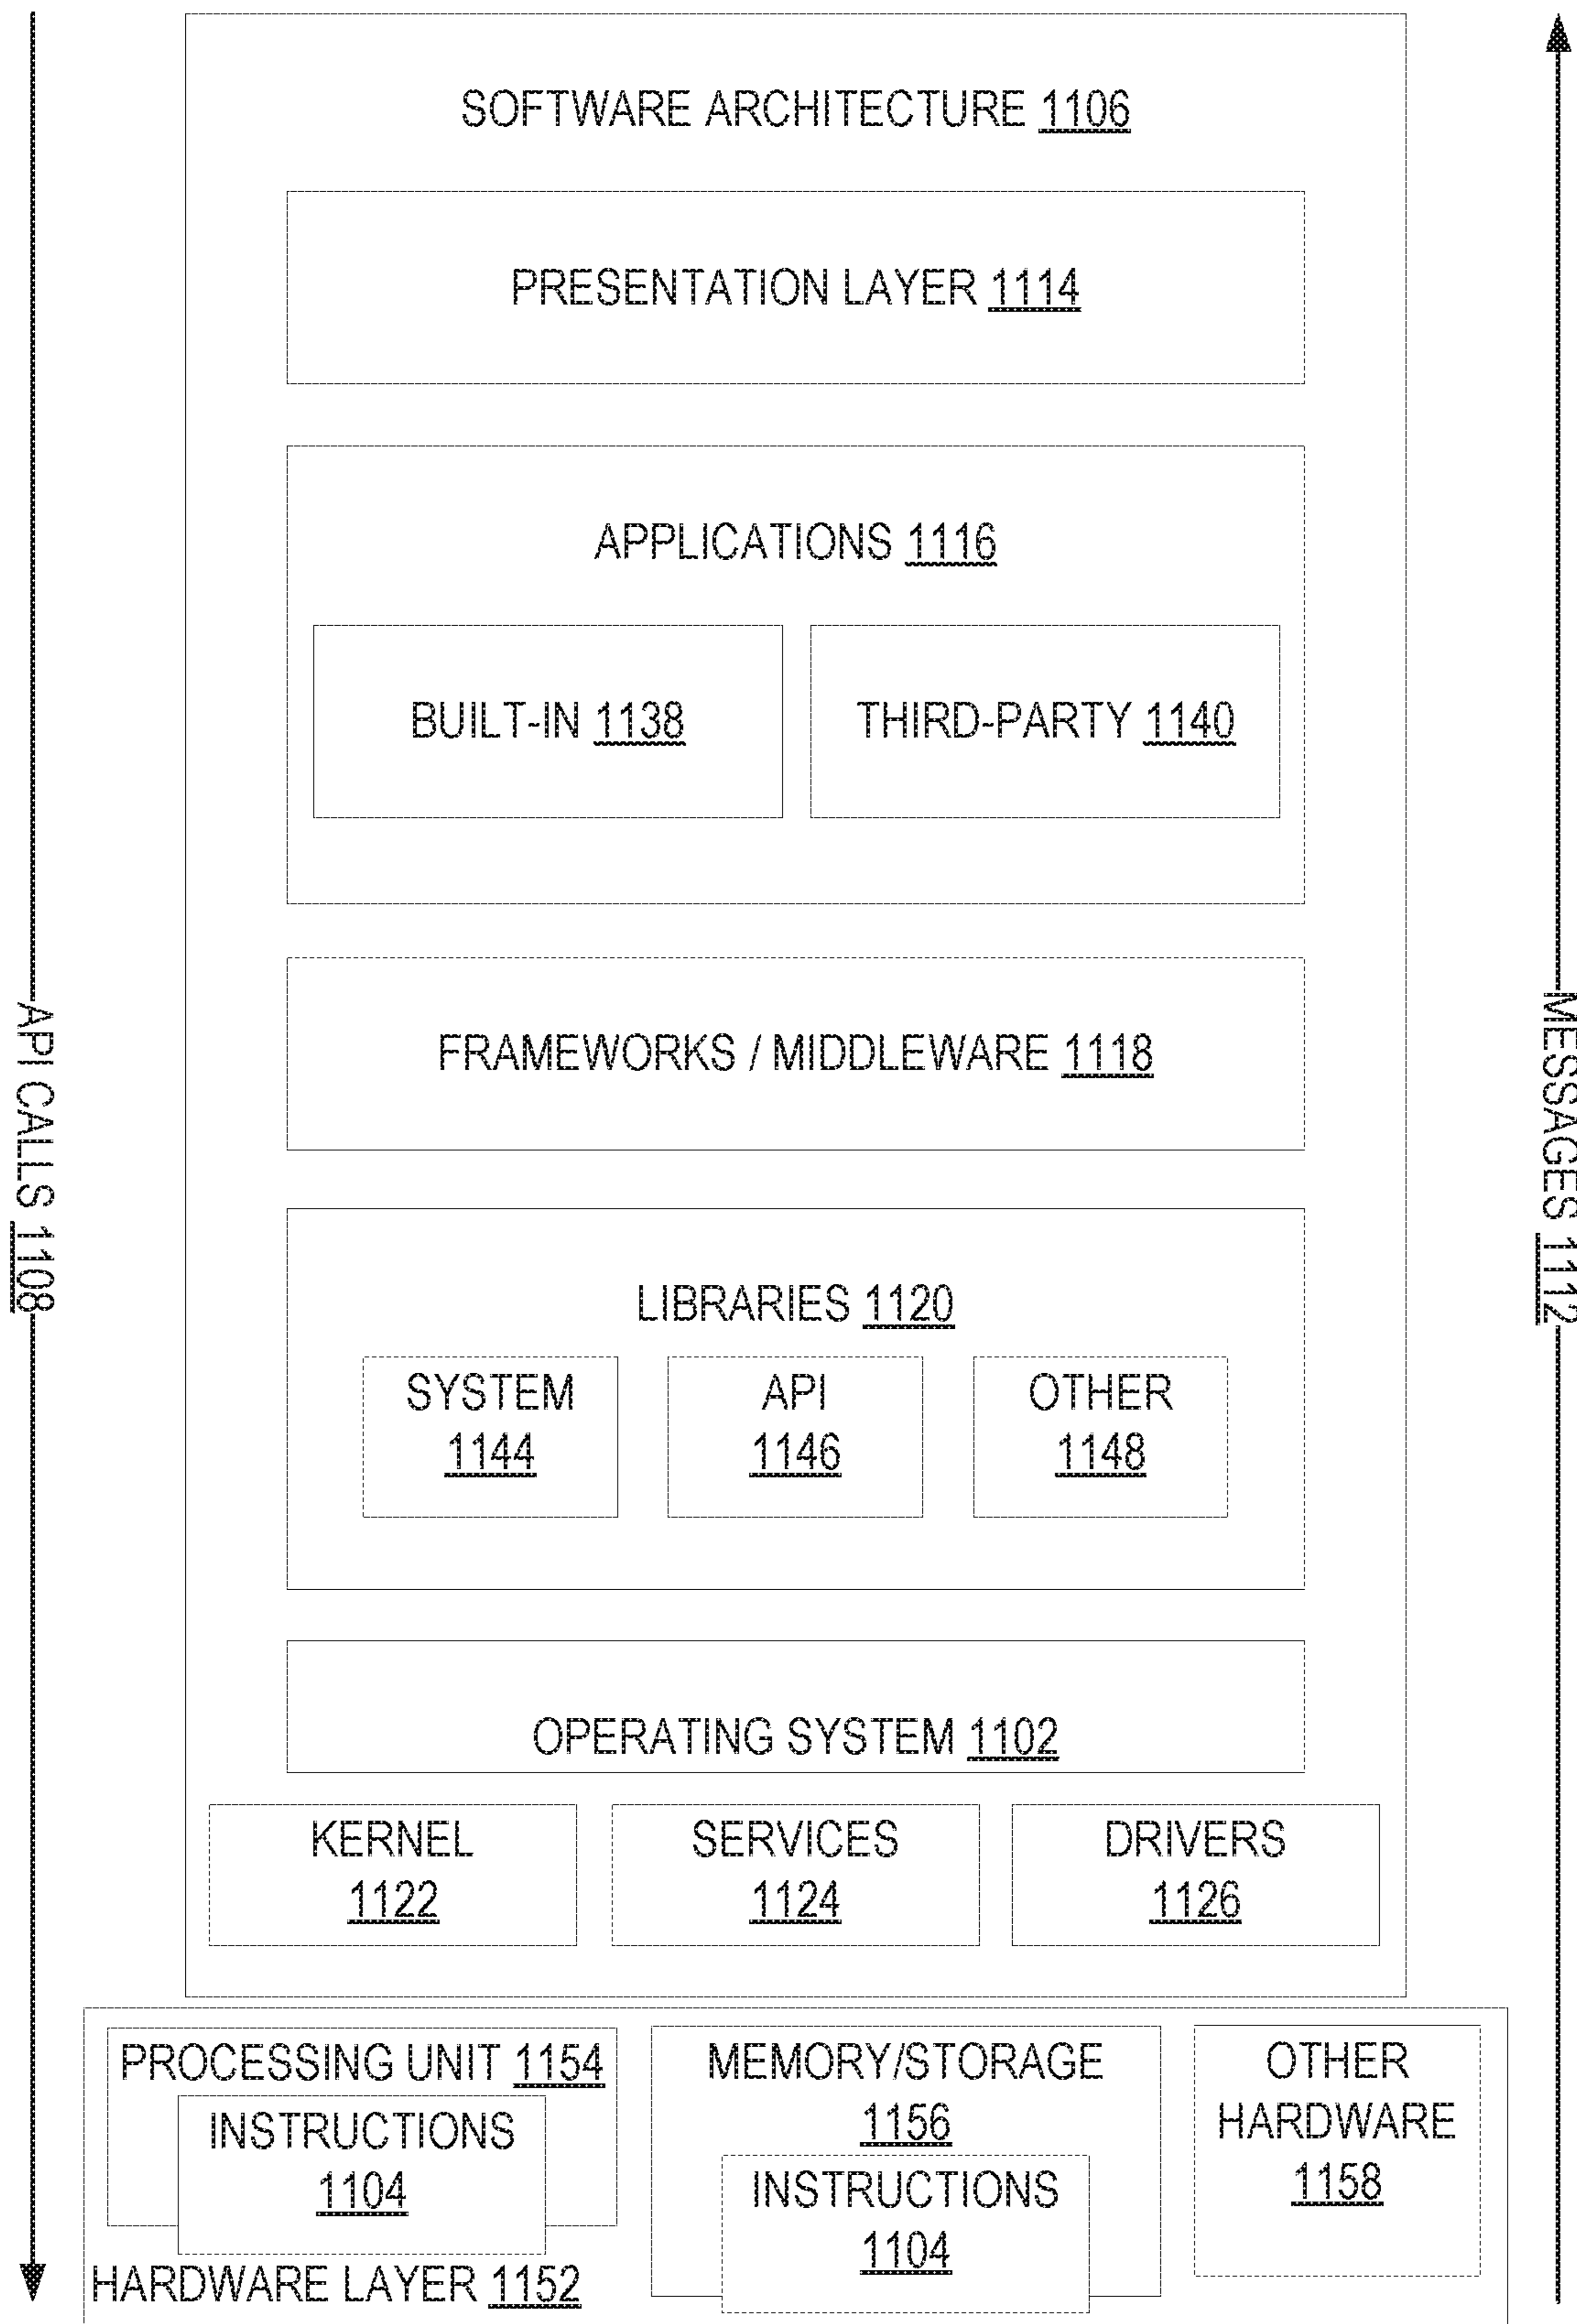 SOFTWARE ARCHITECTURE 1106
PRESENTATION LAYER 1114
APPLICATIONS 1116
BUILT-IN 1138
THIRD-PARTY 1140
FRAMEWORKS / MIDDLEWARE 1118
API CALLS 1108
MESSAGES 1112
LIBRARIES 1120
SYSTEM
1144
API
1146
OTHER
1148
OPERATING SYSTEM 1102
KERNEL
1122
SERVICES
1124
DRIVERS
1126
PROCESSING UNIT 1154
INSTRUCTIONS
1104
MEMORY/STORAGE
1156
INSTRUCTIONS
1104
OTHER
HARDWARE
1158
HARDWARE LAYER 1152